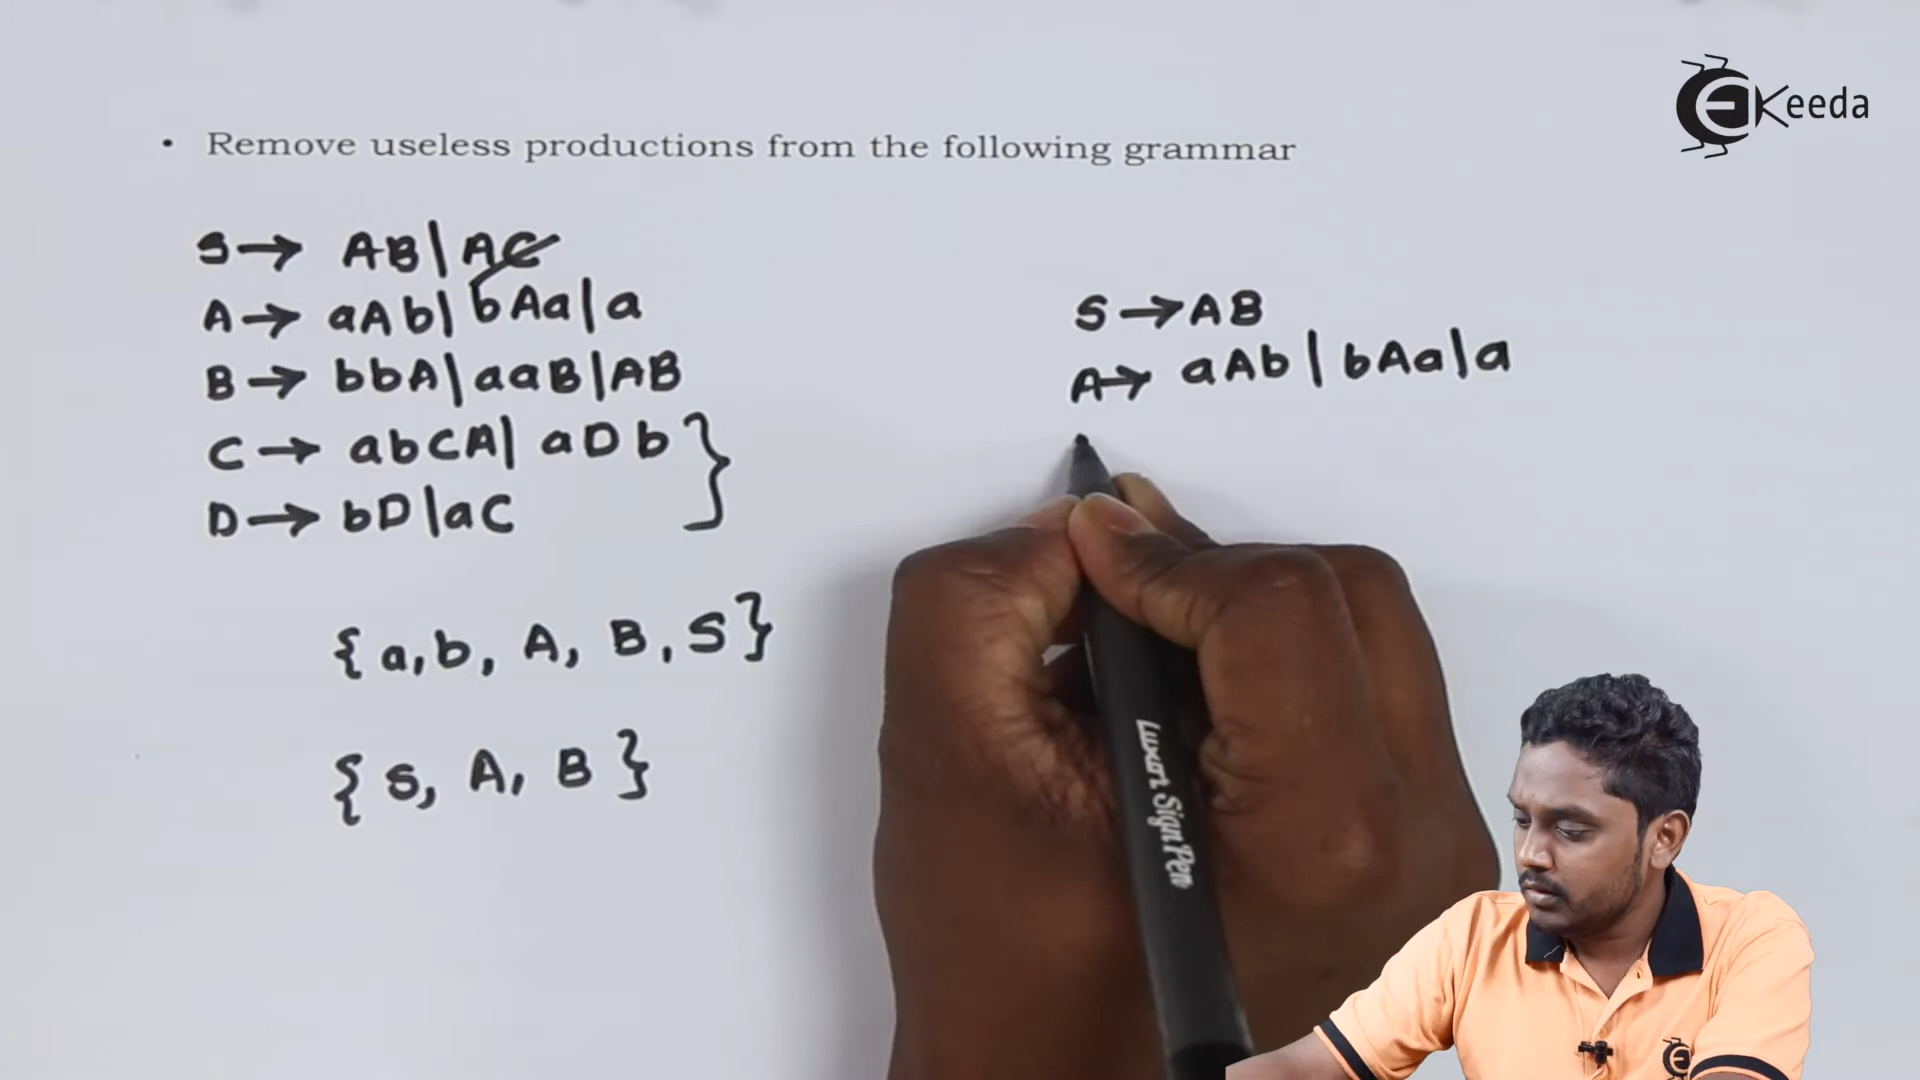 EKeeda
• Remove useless productions from the following grammar
S → AB | AC
A → aAb | bAa | a
B → bbA | aaB | AB
C → abCA | aDb }
D → bD | aC
{ a, b, A, B, S }
{ S, A, B }
S → AB
A → aAb | bAa | a
Luxor Sign Pen